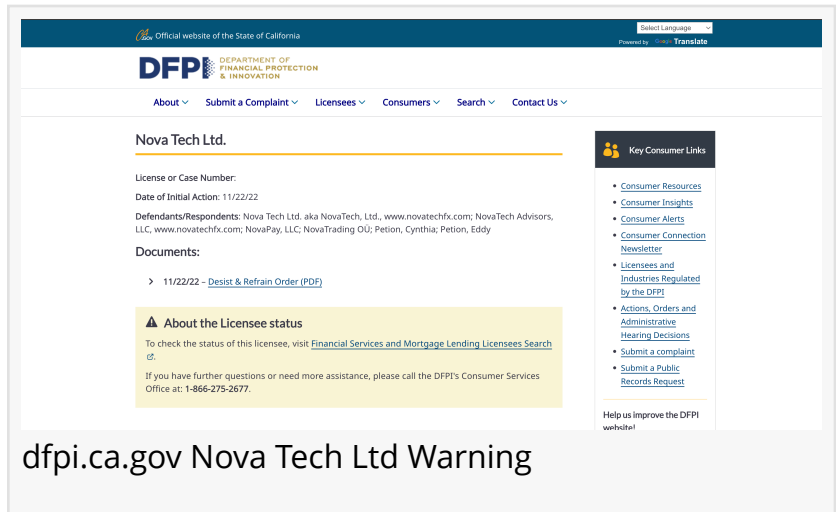 CA.GOV Official website of the State of California
Select Language
Powered by Google Translate
DFPI DEPARTMENT OF
FINANCIAL PROTECTION
& INNOVATION
About Submit a Complaint Licensees Consumers Search Contact Us
Nova Tech Ltd.
License or Case Number:
Date of Initial Action: 11/22/22
Defendants/Respondents: Nova Tech Ltd. aka NovaTech, Ltd., www.novatechfx.com; NovaTech Advisors,
LLC, www.novatechfx.com; NovaPay, LLC; NovaTrading OÜ; Petion, Cynthia; Petion, Eddy
Documents:
11/22/22 – Desist & Refrain Order (PDF)
About the Licensee status
To check the status of this licensee, visit Financial Services and Mortgage Lending Licensees Search
.
If you have further questions or need more assistance, please call the DFPI's Consumer Services
Office at: 1-866-275-2677.
Key Consumer Links
Consumer Resources
Consumer Insights
Consumer Alerts
Consumer Connection
Newsletter
Licensees and
Industries Regulated
by the DFPI
Actions, Orders and
Administrative
Hearing Decisions
Submit a complaint
Submit a Public
Records Request
Help us improve the DFPI
website!
dfpi.ca.gov Nova Tech Ltd Warning